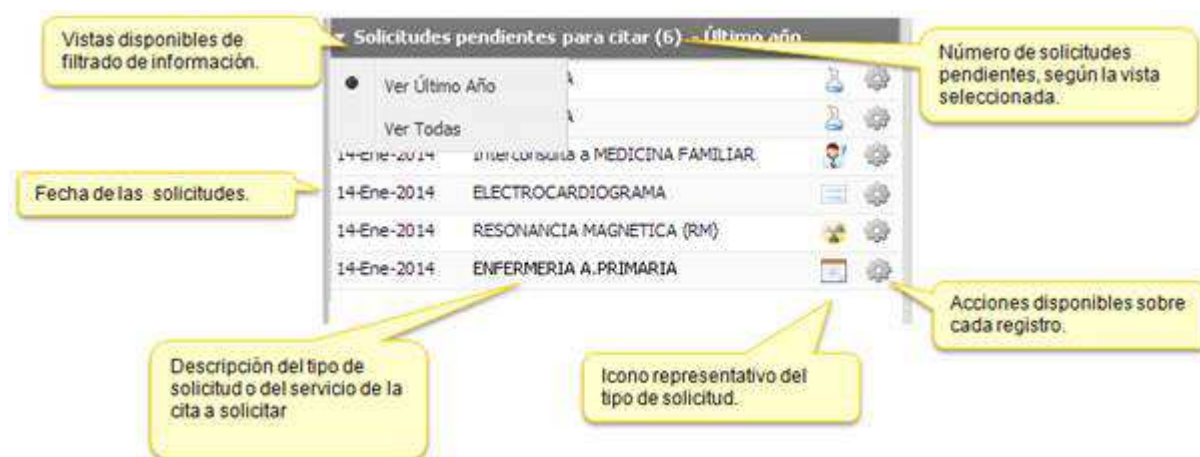 Vistas disponibles de
filtrado de información.
Solicitudes pendientes para citar (6) - Último año
Número de solicitudes
pendientes, según la vista
seleccionada.
Ver Último Año
A
Ver Todas
A
14-Ene-2014 Interconsulta a MEDICINA FAMILIAR
Fecha de las solicitudes.
14-Ene-2014 ELECTROCARDIOGRAMA
14-Ene-2014 RESONANCIA MAGNETICA (RM)
14-Ene-2014 ENFERMERIA A.PRIMARIA
Acciones disponibles sobre
cada registro.
Descripción del tipo de
solicitud o del servicio de la
cita a solicitar
Icono representativo del
tipo de solicitud.